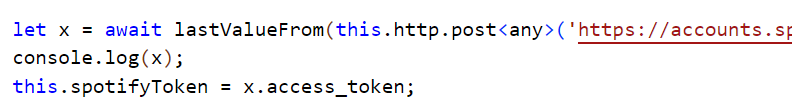 let x = await lastValueFrom(this.http.post<any>('https://accounts.sp
console.log(x);
this.spotifyToken = x.access_token;